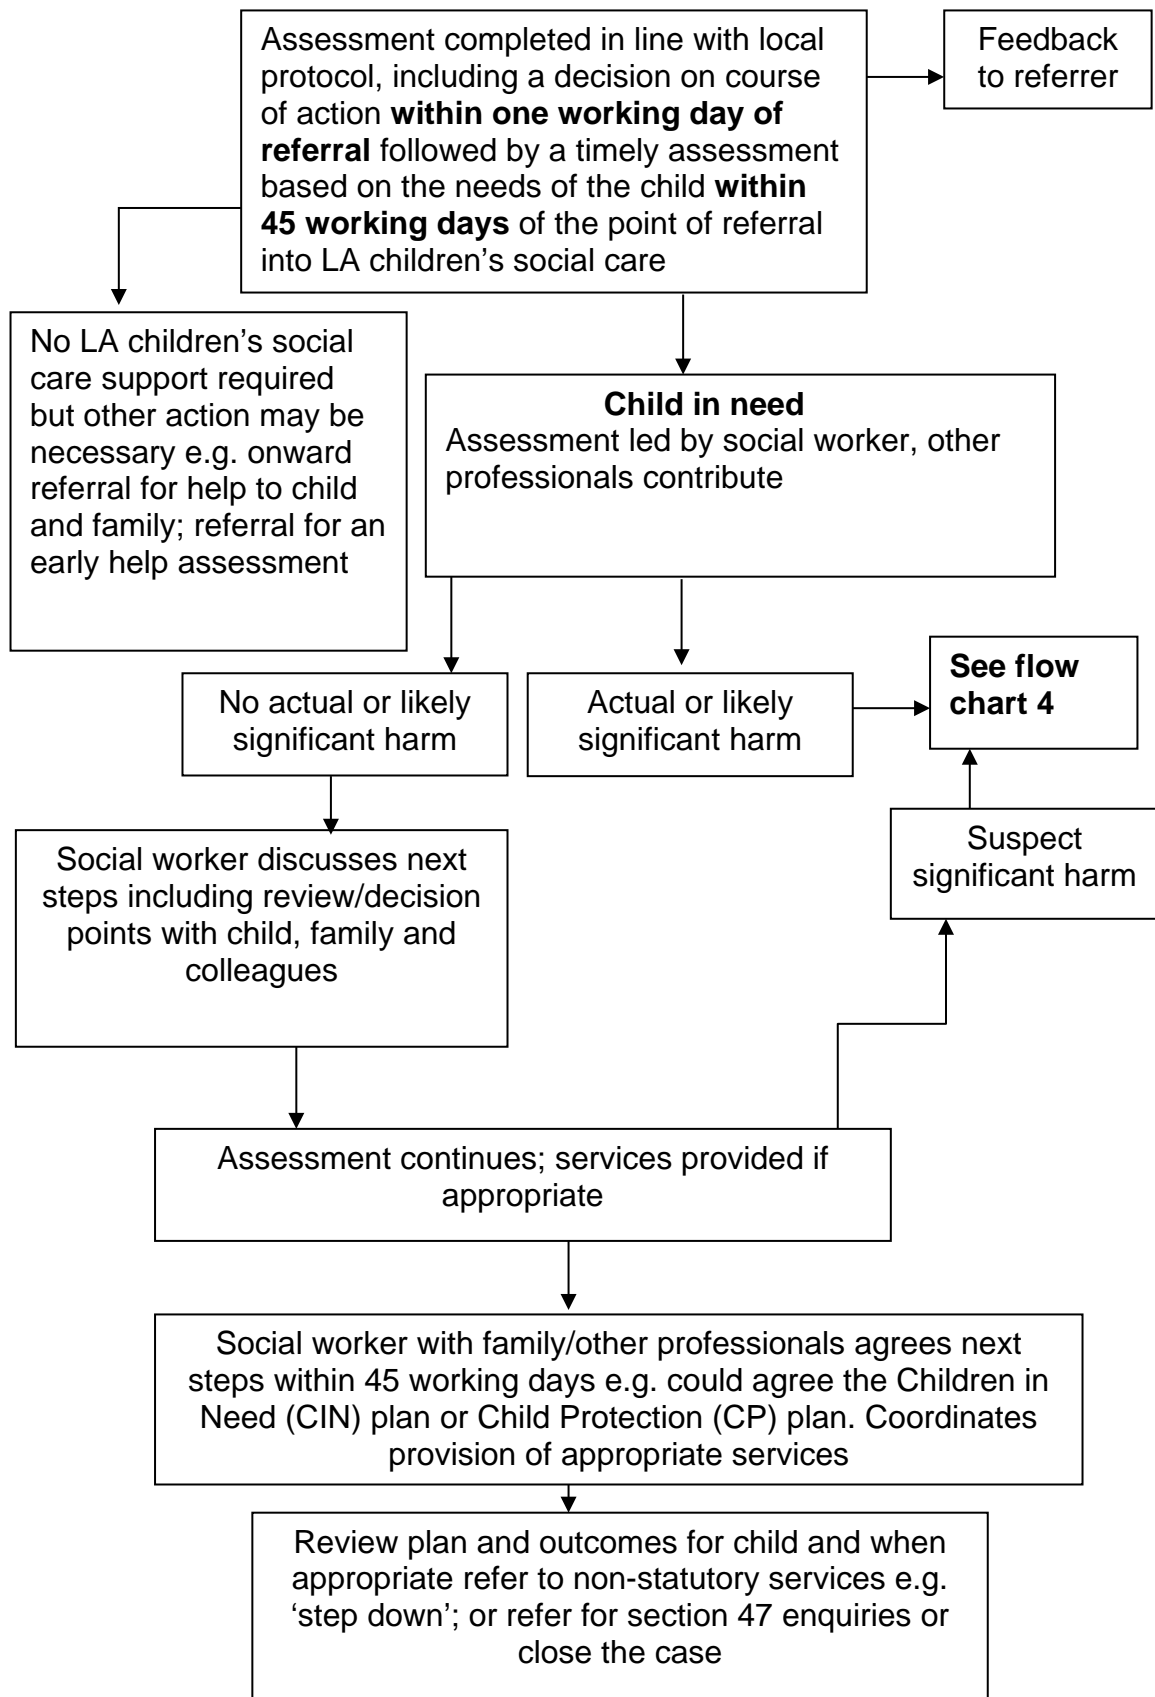 Assessment completed in line with local
protocol, including a decision on course
of action within one working day of
referral followed by a timely assessment
based on the needs of the child within
45 working days of the point of referral
into LA children’s social care
Feedback
to referrer
No LA children’s social
care support required
but other action may be
necessary e.g. onward
referral for help to child
and family; referral for an
early help assessment
Child in need
Assessment led by social worker, other
professionals contribute
No actual or likely
significant harm
Actual or likely
significant harm
See flow
chart 4
Suspect
significant harm
Social worker discusses next
steps including review/decision
points with child, family and
colleagues
Assessment continues; services provided if
appropriate
Social worker with family/other professionals agrees next
steps within 45 working days e.g. could agree the Children in
Need (CIN) plan or Child Protection (CP) plan. Coordinates
provision of appropriate services
Review plan and outcomes for child and when
appropriate refer to non-statutory services e.g.
‘step down’; or refer for section 47 enquiries or
close the case